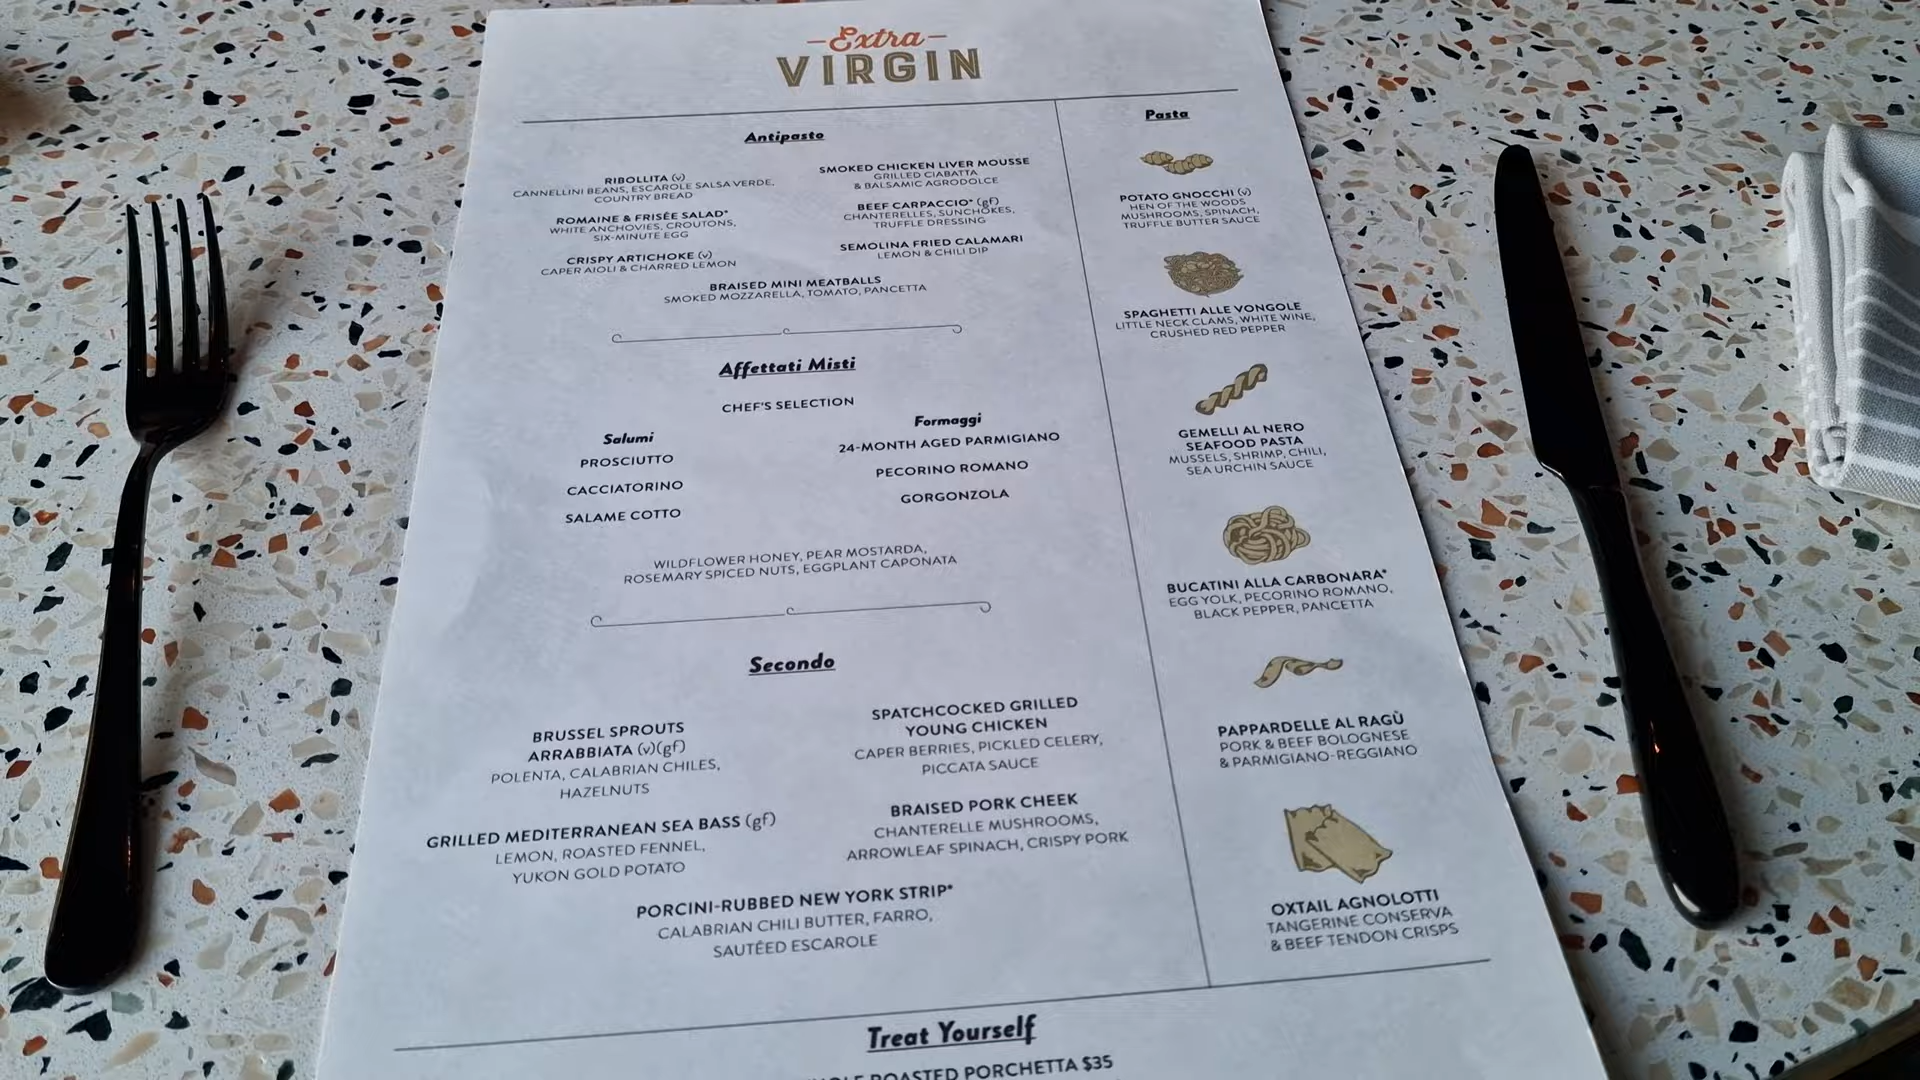 Extra
VIRGIN
Antipasto
RIBOLLITA (v)
CANNELLINI BEANS, ESCAROLE SALSA VERDE,
COUNTRY BREAD
ROMAINE & FRISÉE SALAD*
WHITE ANCHOVIES, CROUTONS,
SIX-MINUTE EGG
CRISPY ARTICHOKE (v)
CAPER AIOLI & CHARRED LEMON
SMOKED CHICKEN LIVER MOUSSE
GRILLED CIABATTA
& BALSAMIC AGRODOLCE
BEEF CARPACCIO* (gf)
CHANTERELLES, SUNCHOKES,
TRUFFLE DRESSING
SEMOLINA FRIED CALAMARI
LEMON & CHILI DIP
BRAISED MINI MEATBALLS
SMOKED MOZZARELLA, TOMATO, PANCETTA
Affettati Misti
CHEF'S SELECTION
Salumi
PROSCIUTTO
CACCIATORINO
SALAME COTTO
Formaggi
24-MONTH AGED PARMIGIANO
PECORINO ROMANO
GORGONZOLA
WILDFLOWER HONEY, PEAR MOSTARDA,
ROSEMARY SPICED NUTS, EGGPLANT CAPONATA
Secondo
BRUSSEL SPROUTS
ARRABBIATA (v)(gf)
POLENTA, CALABRIAN CHILES,
HAZELNUTS
GRILLED MEDITERRANEAN SEA BASS (gf)
LEMON, ROASTED FENNEL,
YUKON GOLD POTATO
SPATCHCOCKED GRILLED
YOUNG CHICKEN
CAPER BERRIES, PICKLED CELERY,
PICCATA SAUCE
BRAISED PORK CHEEK
CHANTERELLE MUSHROOMS,
ARROWLEAF SPINACH, CRISPY PORK
PORCINI-RUBBED NEW YORK STRIP*
CALABRIAN CHILI BUTTER, FARRO,
SAUTÉED ESCAROLE
Pasta
POTATO GNOCCHI (v)
HEN OF THE WOODS
MUSHROOMS, SPINACH,
TRUFFLE BUTTER SAUCE
SPAGHETTI ALLE VONGOLE
LITTLE NECK CLAMS, WHITE WINE,
CRUSHED RED PEPPER
GEMELLI AL NERO
SEAFOOD PASTA
MUSSELS, SHRIMP, CHILI,
SEA URCHIN SAUCE
BUCATINI ALLA CARBONARA*
EGG YOLK, PECORINO ROMANO,
BLACK PEPPER, PANCETTA
PAPPARDELLE AL RAGÙ
PORK & BEEF BOLOGNESE
& PARMIGIANO-REGGIANO
OXTAIL AGNOLOTTI
TANGERINE CONSERVA
& BEEF TENDON CRISPS
Treat Yourself
ROASTED PORCHETTA $35